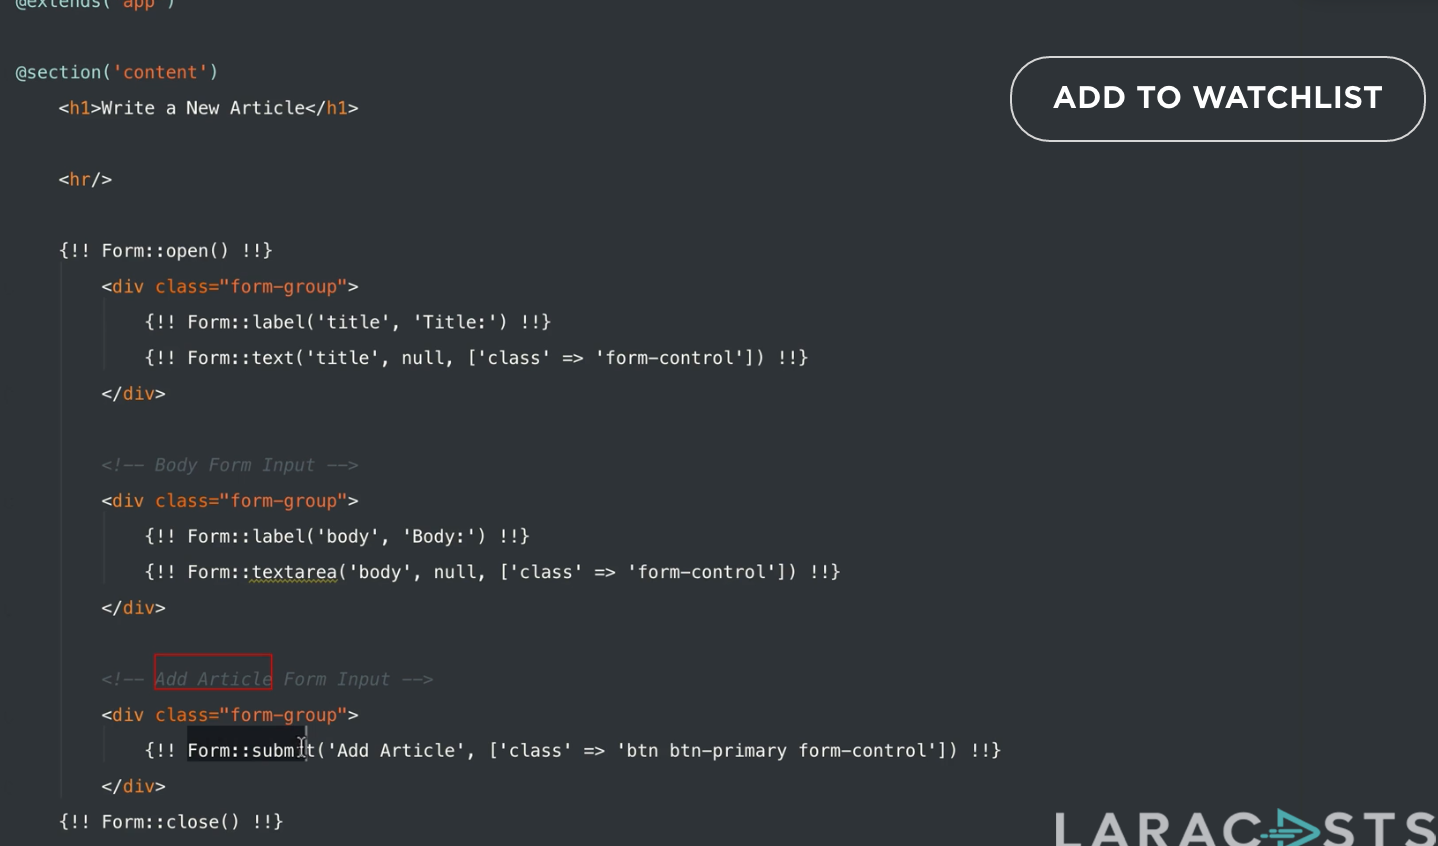 @extends('app')
@section('content')
<h1>Write a New Article</h1>
ADD TO WATCHLIST
<hr/>
{!! Form::open() !!}
<div class="form-group">
{!! Form::label('title', 'Title:') !!}
{!! Form::text('title', null, ['class' => 'form-control']) !!}
</div>
<!-- Body Form Input -->
<div class="form-group">
{!! Form::label('body', 'Body:') !!}
{!! Form::textarea('body', null, ['class' => 'form-control']) !!}
</div>
<!-- Add Article Form Input -->
<div class="form-group">
{!! Form::submit('Add Article', ['class' => 'btn btn-primary form-control']) !!}
</div>
{!! Form::close() !!}
LARACASTS